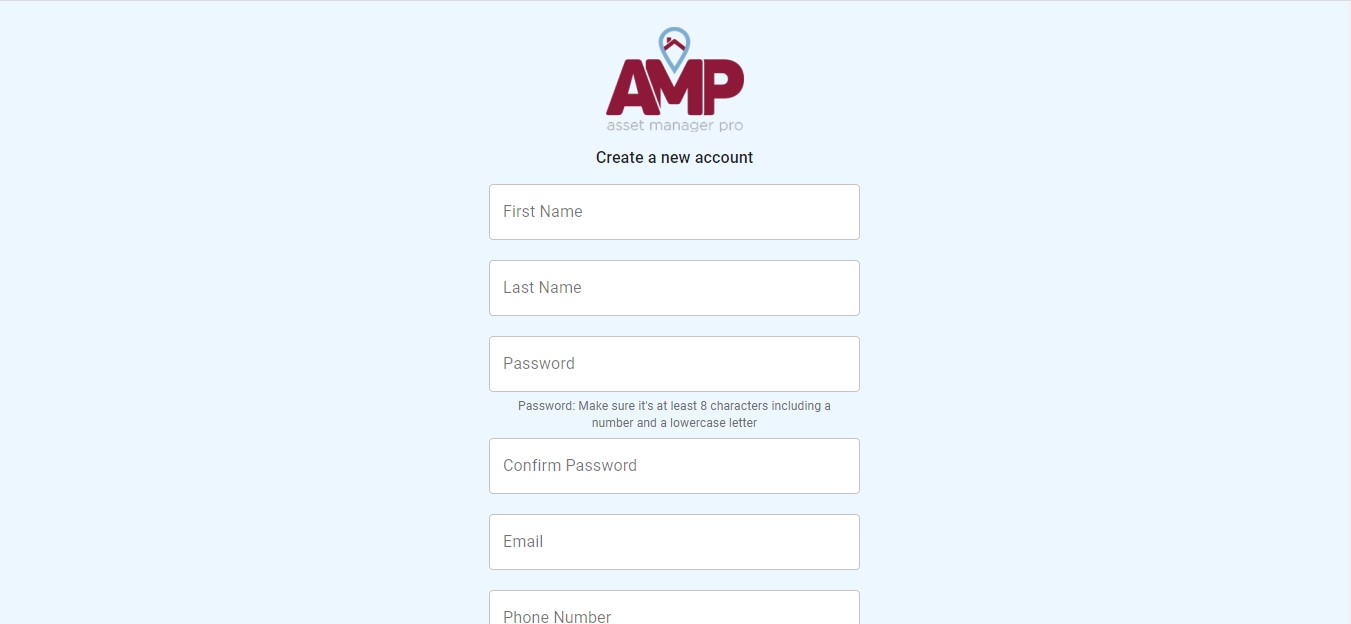 AMP
asset manager pro
Create a new account
First Name
Last Name
Password
Password: Make sure it's at least 8 characters including a
number and a lowercase letter
Confirm Password
Email
Phone Number